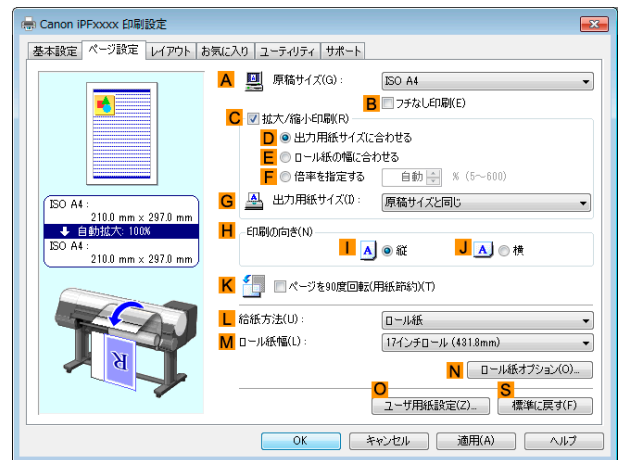 Canon iPFxxxx 印刷設定
基本設定 ページ設定 レイアウト お気に入り ユーティリティ サポート
A 原稿サイズ(G): ISO A4
B フチなし印刷(E)
C 拡大/縮小印刷(R)
D 出力用紙サイズに合わせる
E ロール紙の幅に合わせる
F 倍率を指定する 自動 % (5～600)
G 出力用紙サイズ(I): 原稿サイズと同じ
ISO A4 :
210.0 mm x 297.0 mm
自動拡大: 100%
ISO A4 :
210.0 mm x 297.0 mm
H 印刷の向き(N)
I A 縦 J A 横
K ページを90度回転(用紙節約)(T)
L 給紙方法(U): ロール紙
M ロール紙幅(L): 17インチロール (431.8mm)
R
N ロール紙オプション(O)...
O S
ユーザ用紙設定(Z)... 標準に戻す(F)
OK キャンセル 適用(A) ヘルプ